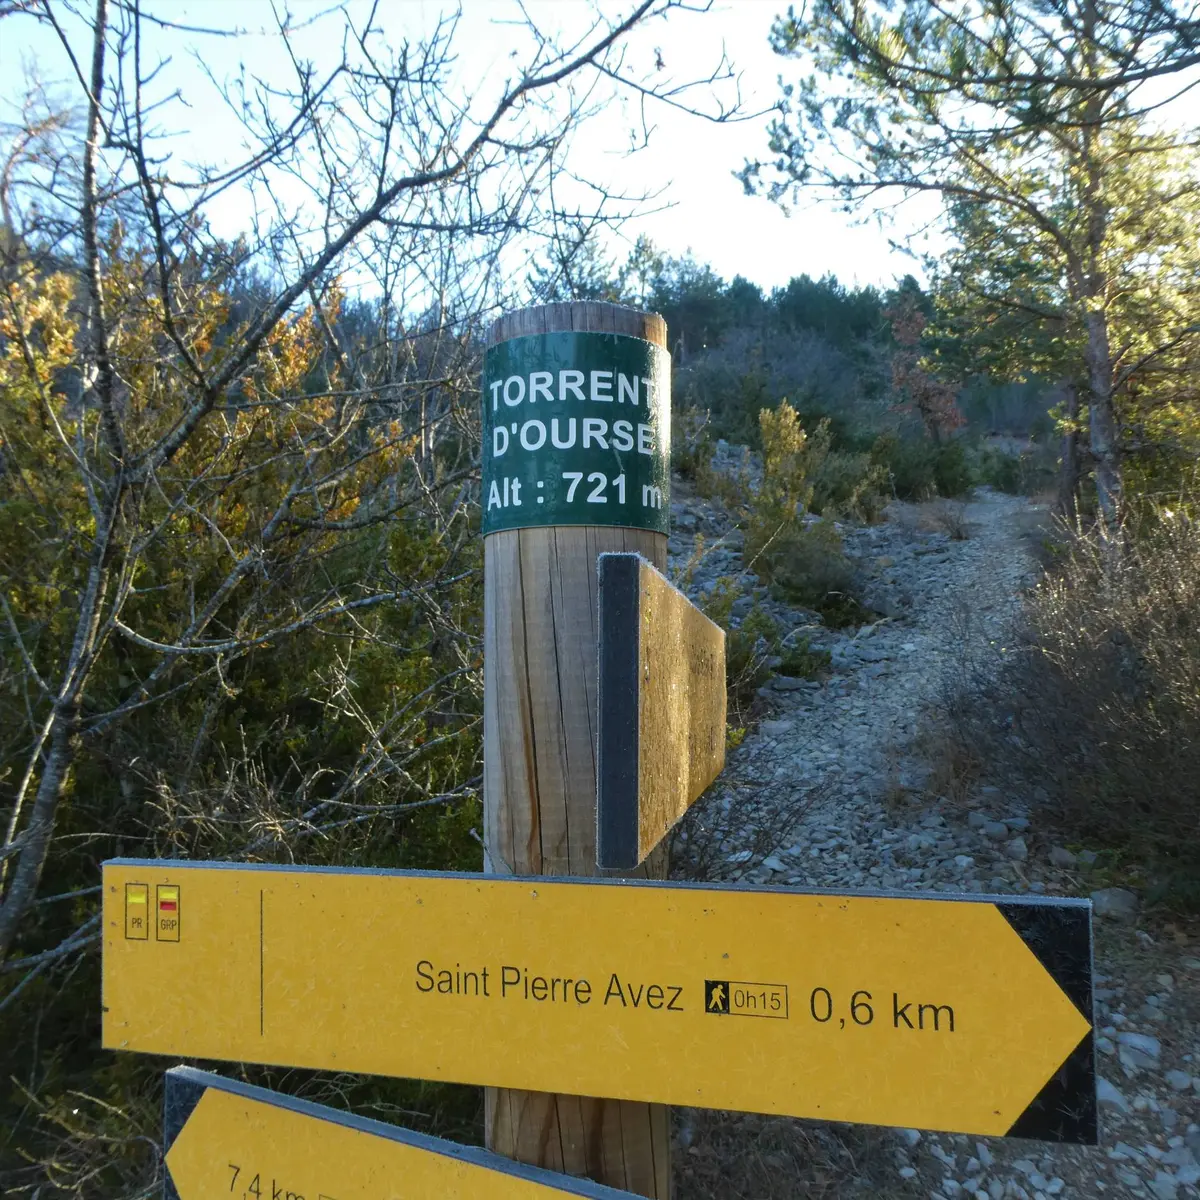 TORRENT
D'OURSE
Alt : 721 m
PR GRP
Saint Pierre Avez 0h15 0,6 km
7,4 km